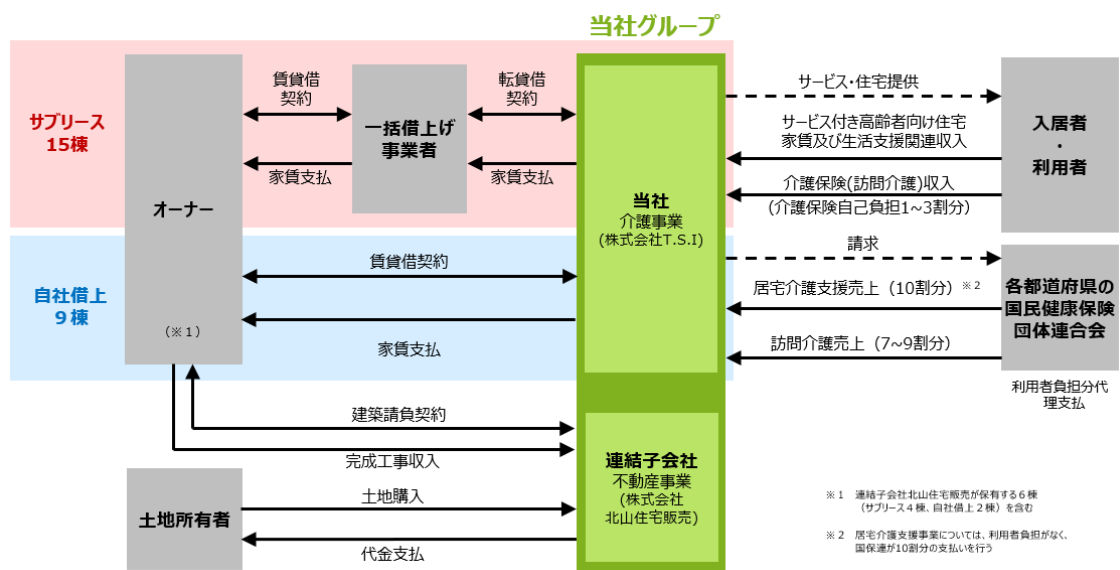 当社グループ
サブリース
15棟
自社借上
9棟
オーナー
(※1)
賃貸借
契約
家賃支払
一括借上げ
事業者
転貸借
契約
家賃支払
賃貸借契約
家賃支払
当社
介護事業
(株式会社T.S.I)
サービス・住宅提供
サービス付き高齢者向け住宅
家賃及び生活支援関連収入
介護保険(訪問介護)収入
(介護保険自己負担1~3割分)
入居者
・
利用者
請求
居宅介護支援売上(10割分)※2
訪問介護売上(7~9割分)
各都道府県の
国民健康保険
団体連合会
利用者負担分代
理支払
建築請負契約
完成工事収入
土地所有者
土地購入
代金支払
連結子会社
不動産事業
(株式会社
北山住宅販売)
※1 連結子会社北山住宅販売が保有する6棟
(サブリース4棟、自社借上2棟)を含む
※2 居宅介護支援事業については、利用者負担がなく、
国保連が10割分の支払いを行う